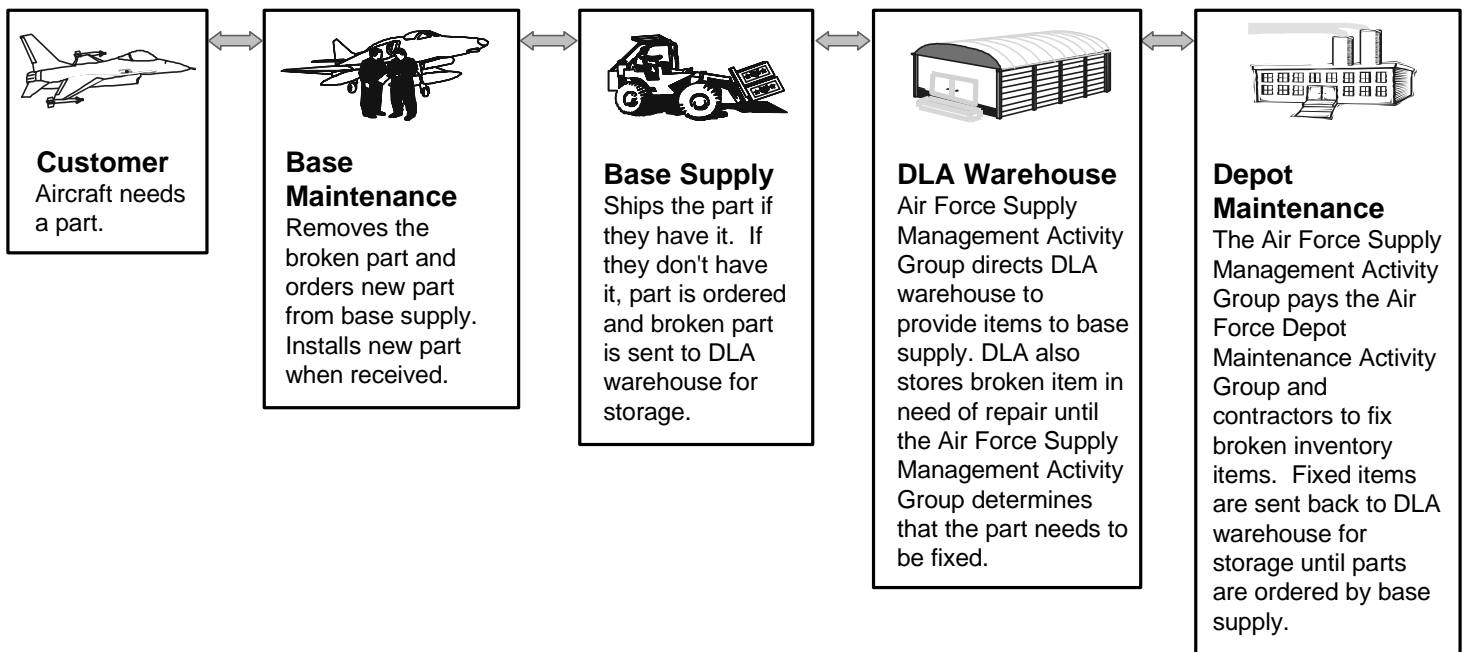 Customer
Aircraft needs
a part.
Base
Maintenance
Removes the
broken part and
orders new part
from base supply.
Installs new part
when received.
Base Supply
Ships the part if
they have it.  If
they don't have
it, part is ordered
and broken part
is sent to DLA
warehouse for
storage.
DLA Warehouse
Air Force Supply
Management Activity
Group directs DLA
warehouse to
provide items to base
supply. DLA also
stores broken item in
need of repair until
the Air Force Supply
Management Activity
Group determines
that the part needs to
be fixed.
Depot
Maintenance
The Air Force Supply
Management Activity
Group pays the Air
Force Depot
Maintenance Activity
Group and
contractors to fix
broken inventory
items.  Fixed items
are sent back to DLA
warehouse for
storage until parts
are ordered by base
supply.